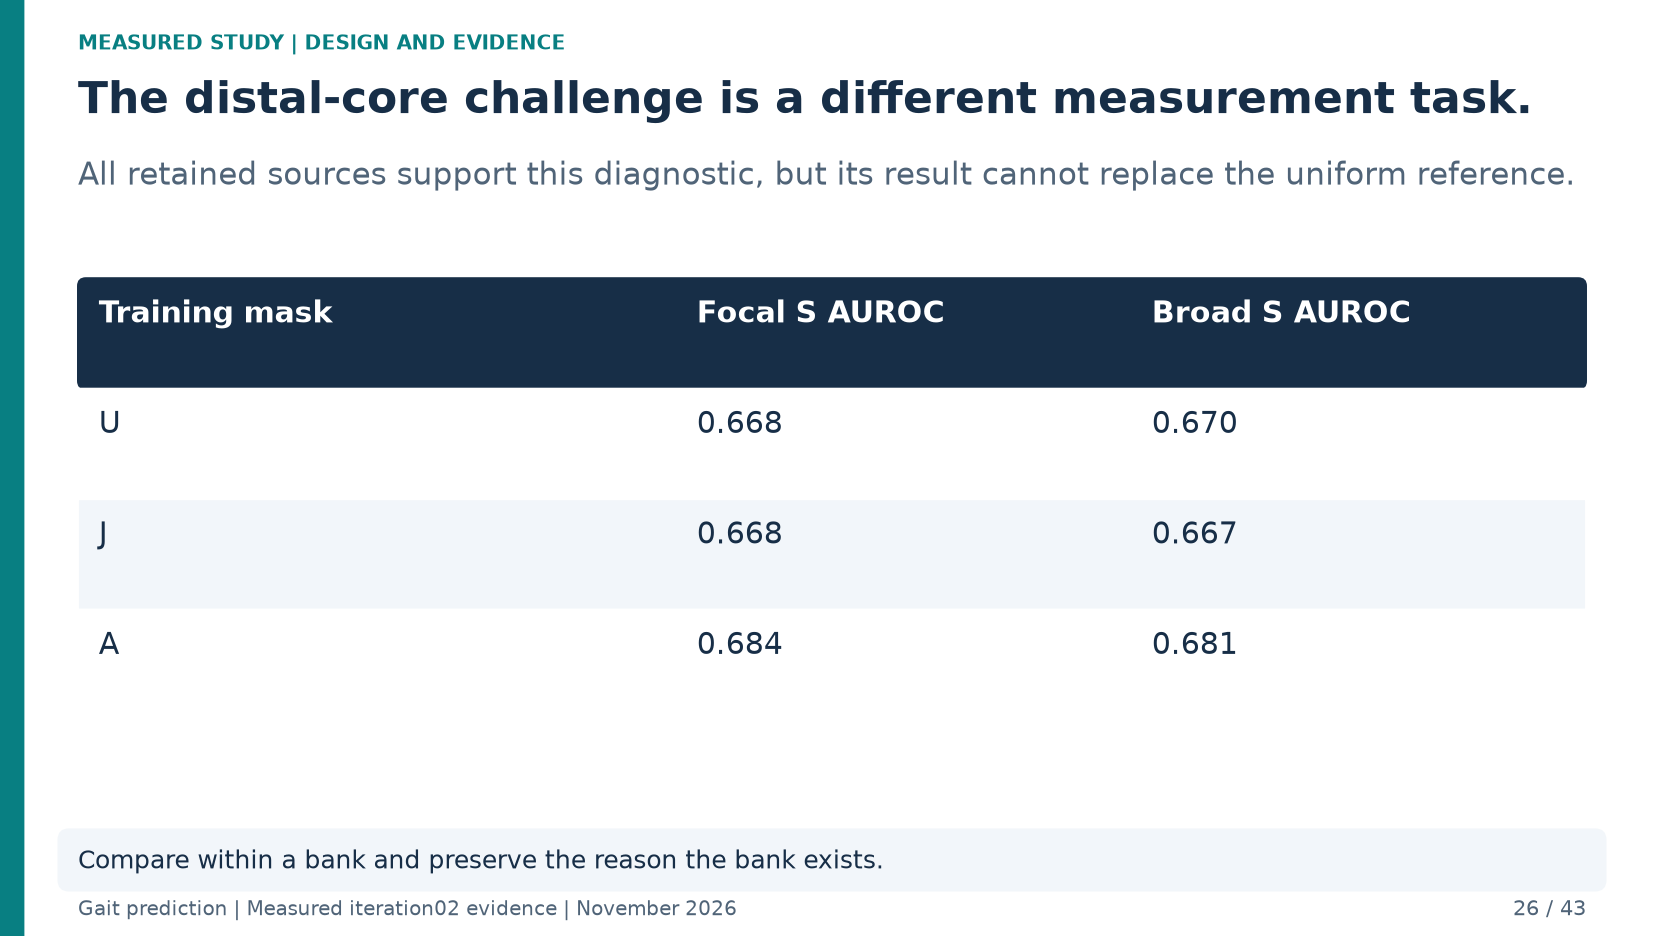 MEASURED STUDY | DESIGN AND EVIDENCE
The distal-core challenge is a different measurement task.
All retained sources support this diagnostic, but its result cannot replace the uniform reference.
Training mask Focal S AUROC Broad S AUROC
U 0.668 0.670
J 0.668 0.667
A 0.684 0.681
Compare within a bank and preserve the reason the bank exists.
Gait prediction | Measured iteration02 evidence | November 2026 26 / 43